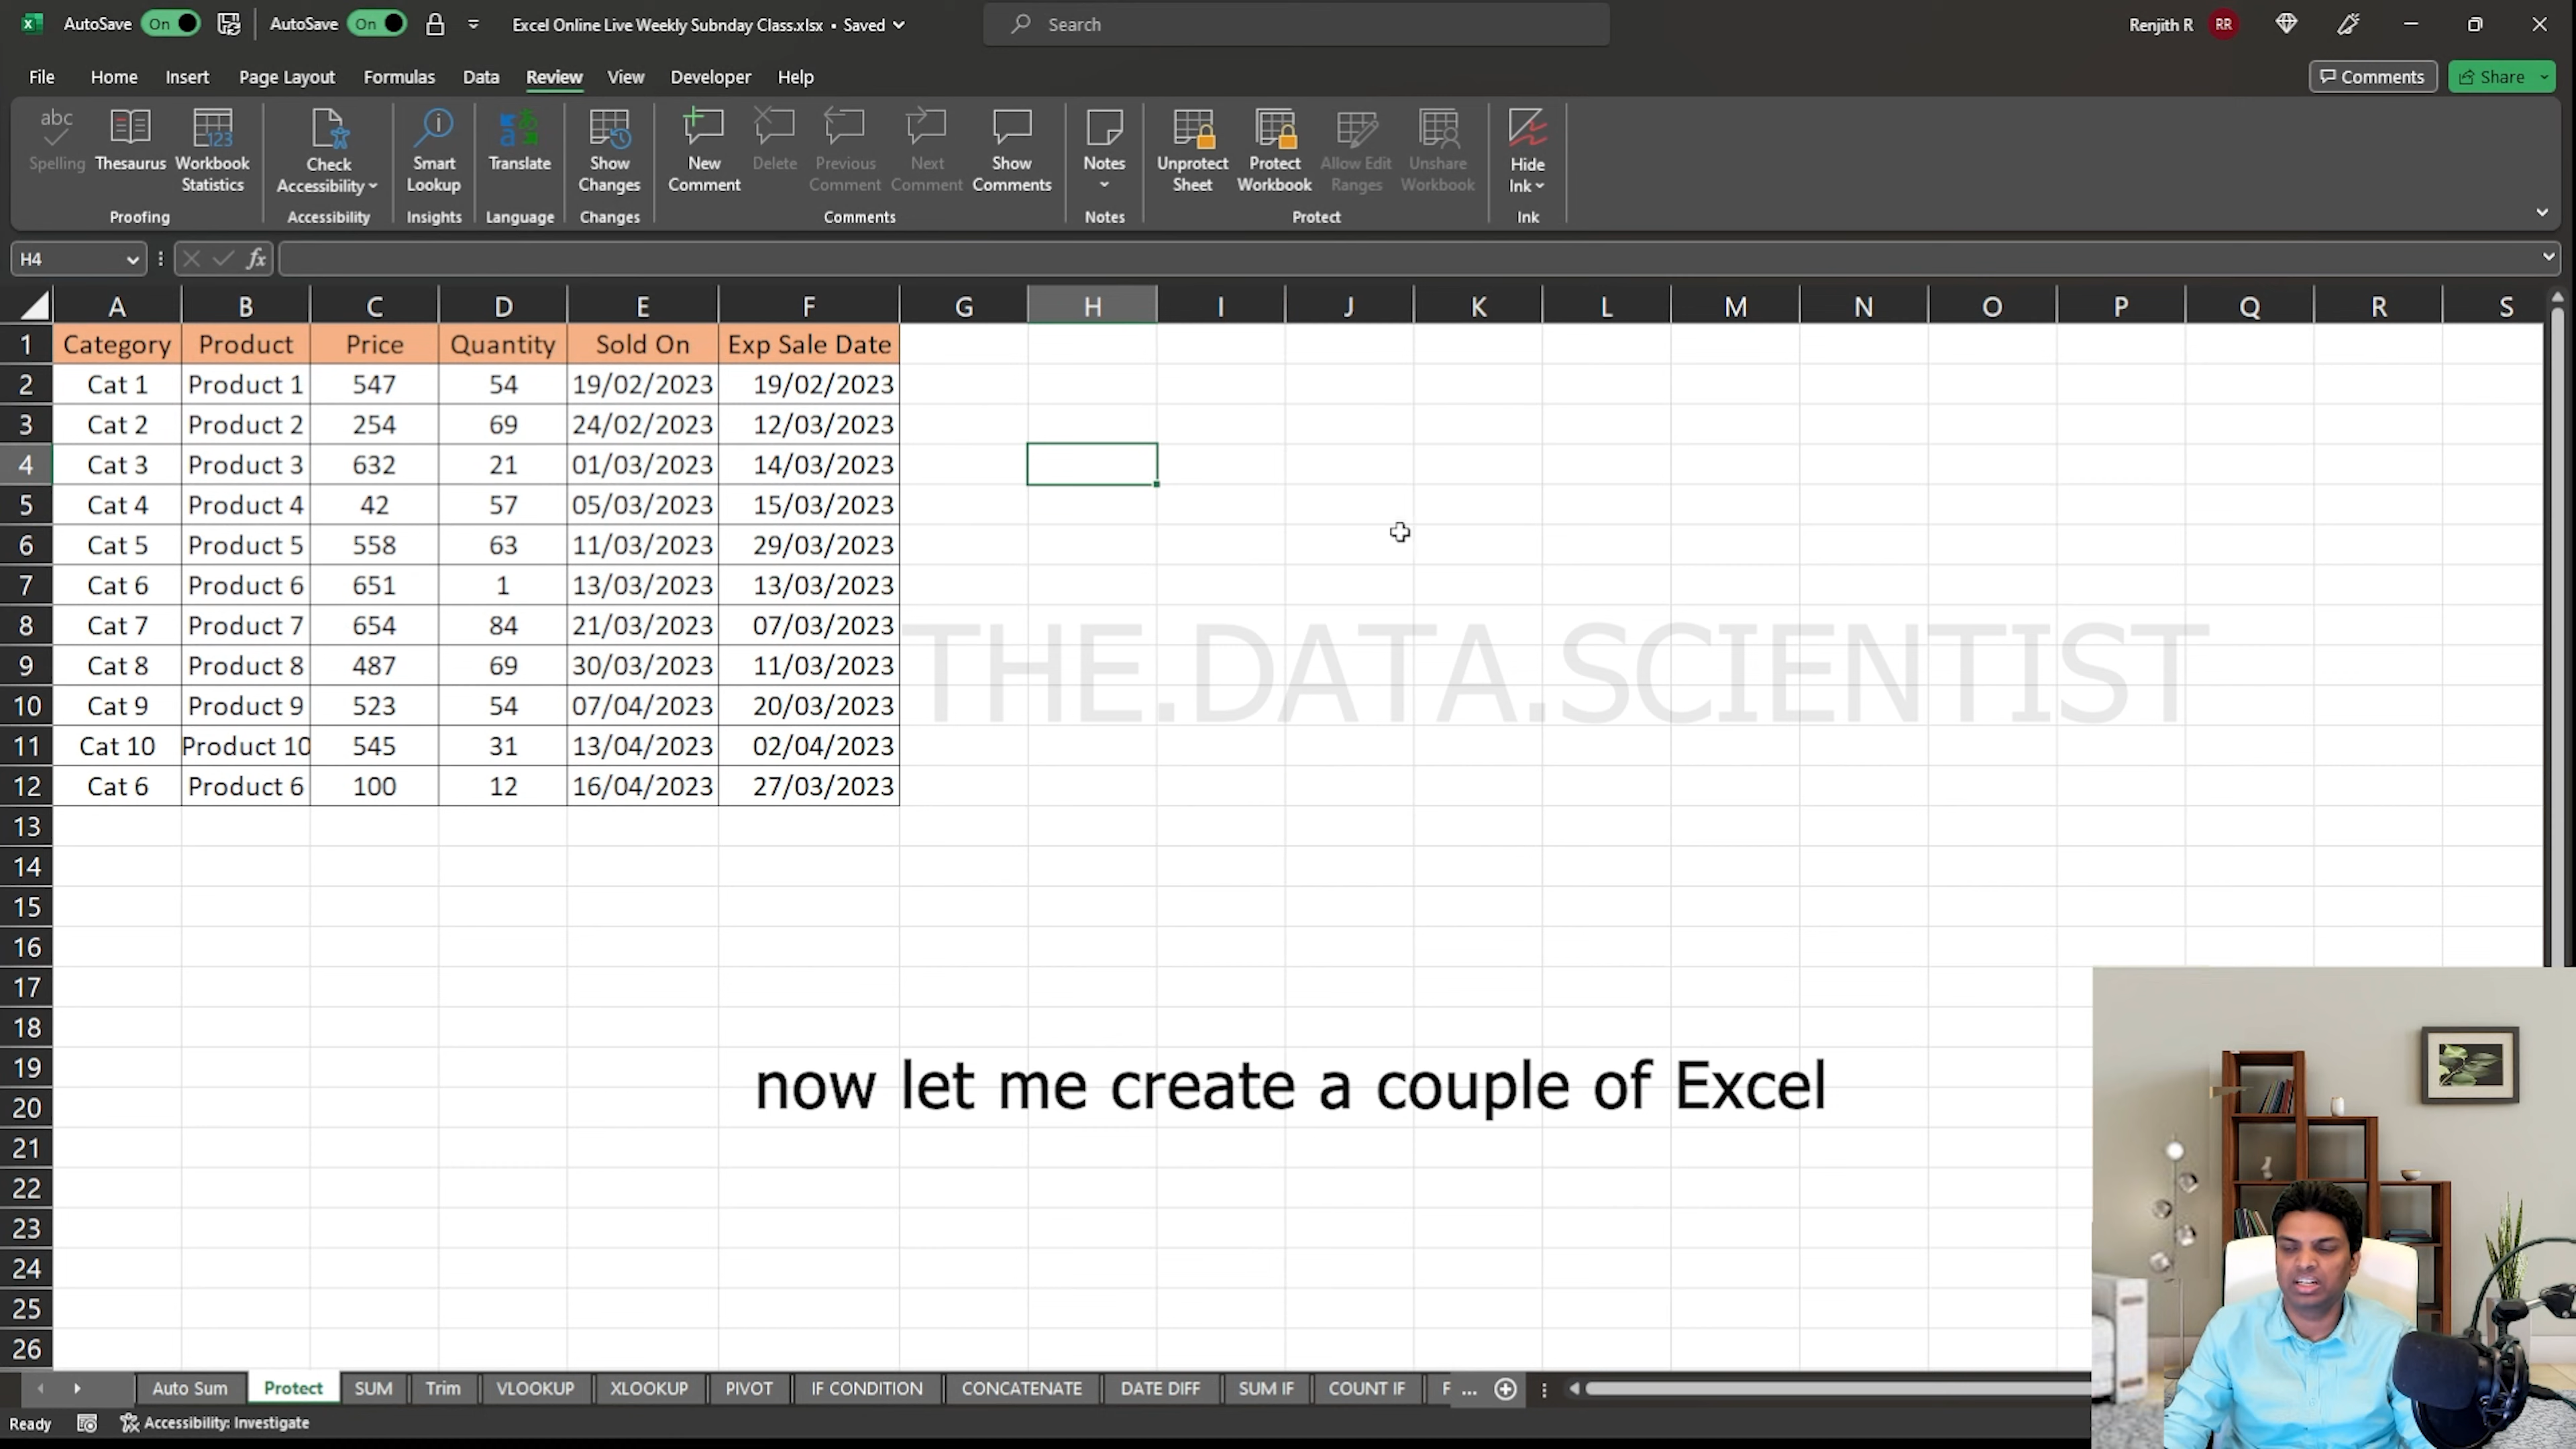 AutoSave On AutoSave On Excel Online Live Weekly Subnday Class.xlsx • Saved Search Renjith R RR
File Home Insert Page Layout Formulas Data Review View Developer Help Comments Share
abc Spelling Thesaurus 123 Workbook Statistics Check Accessibility Smart Lookup Translate Show Changes New Comment Delete Previous Comment Next Comment Show Comments Notes Unprotect Sheet Protect Workbook Allow Edit Ranges Unshare Workbook Hide Ink
Proofing Accessibility Insights Language Changes Comments Notes Protect Ink
H4 fx
A B C D E F G H I J K L M N O P Q R S
1 Category Product Price Quantity Sold On Exp Sale Date
2 Cat 1 Product 1 547 54 19/02/2023 19/02/2023
3 Cat 2 Product 2 254 69 24/02/2023 12/03/2023
4 Cat 3 Product 3 632 21 01/03/2023 14/03/2023
5 Cat 4 Product 4 42 57 05/03/2023 15/03/2023
6 Cat 5 Product 5 558 63 11/03/2023 29/03/2023
7 Cat 6 Product 6 651 1 13/03/2023 13/03/2023
8 Cat 7 Product 7 654 84 21/03/2023 07/03/2023
THE.DATA.SCIENTIST
9 Cat 8 Product 8 487 69 30/03/2023 11/03/2023
10 Cat 9 Product 9 523 54 07/04/2023 20/03/2023
11 Cat 10 Product 10 545 31 13/04/2023 02/04/2023
12 Cat 6 Product 6 100 12 16/04/2023 27/03/2023
13
14
15
16
17
18
19
now let me create a couple of Excel
20
21
22
23
24
25
26
Auto Sum Protect SUM Trim VLOOKUP XLOOKUP PIVOT IF CONDITION CONCATENATE DATE DIFF SUM IF COUNT IF F ...
Ready Accessibility: Investigate